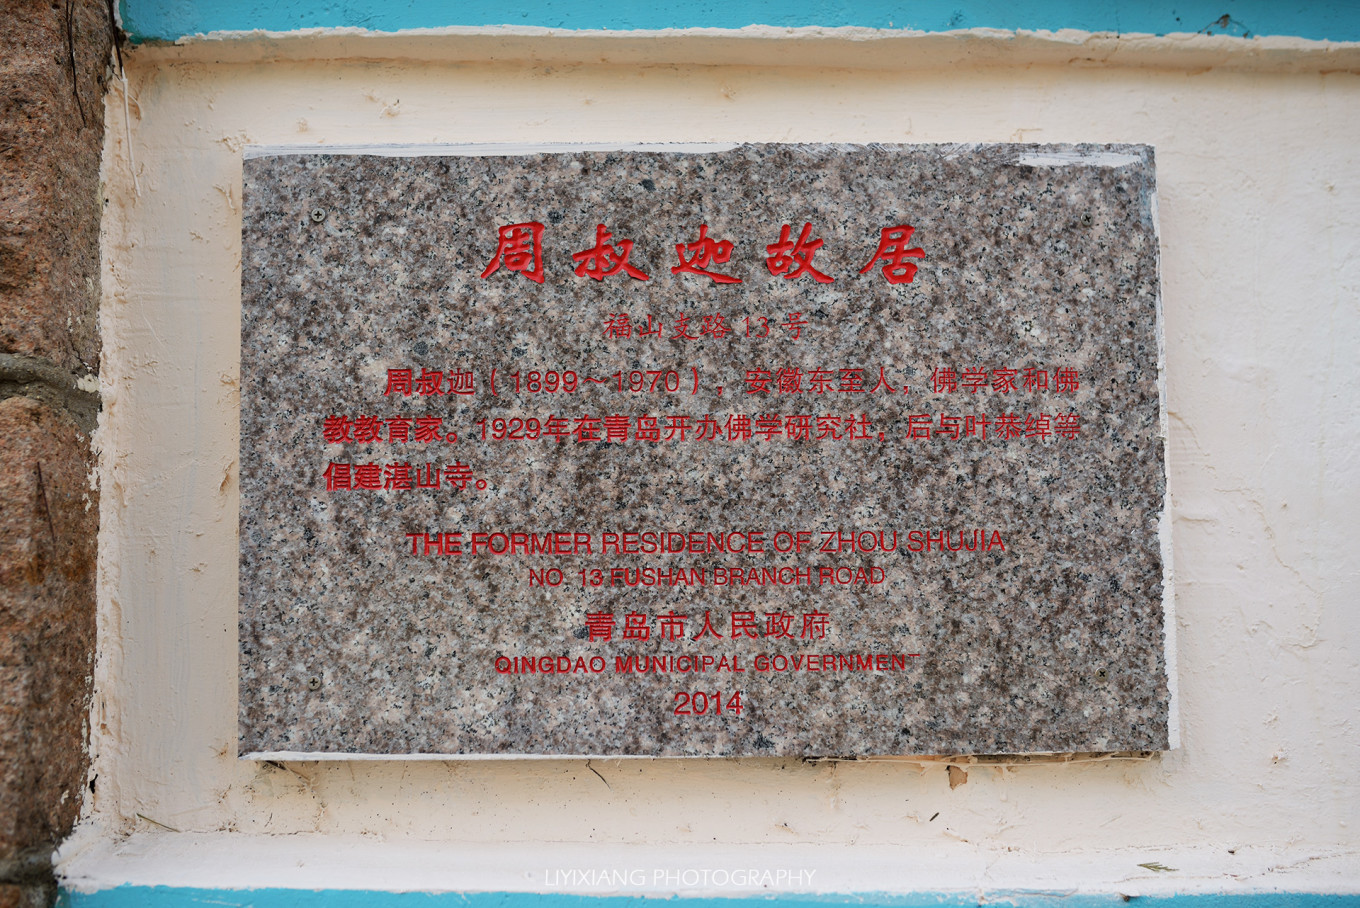 周叔迦故居
福山支路 13 号
周叔迦（1899～1970），安徽东至人，佛学家和佛
教教育家。1929年在青岛开办佛学研究社，后与叶恭绰等
倡建湛山寺。
THE FORMER RESIDENCE OF ZHOU SHUJIA
NO. 13 FUSHAN BRANCH ROAD
青岛市人民政府
QINGDAO MUNICIPAL GOVERNMENT
2014
LIYIXIANG PHOTOGRAPHY